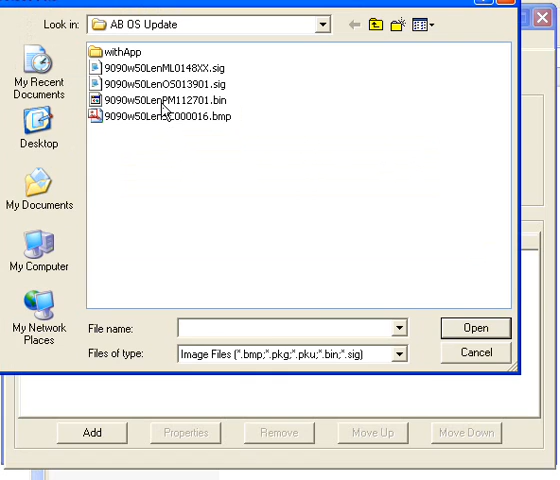 Look in: AB OS Update
My Recent
Documents
Desktop
My Documents
My Computer
My Network
Places
withApp
9090w50LenML0148XX.sig
9090w50LenOS013901.sig
9090w50LenPM112701.bin
File name:
Open
Files of type: Image Files (*.bmp;*.pkg;*.pku;*.bin;*.sig)
Cancel
Add
Properties
Remove
Move Up
Move Down